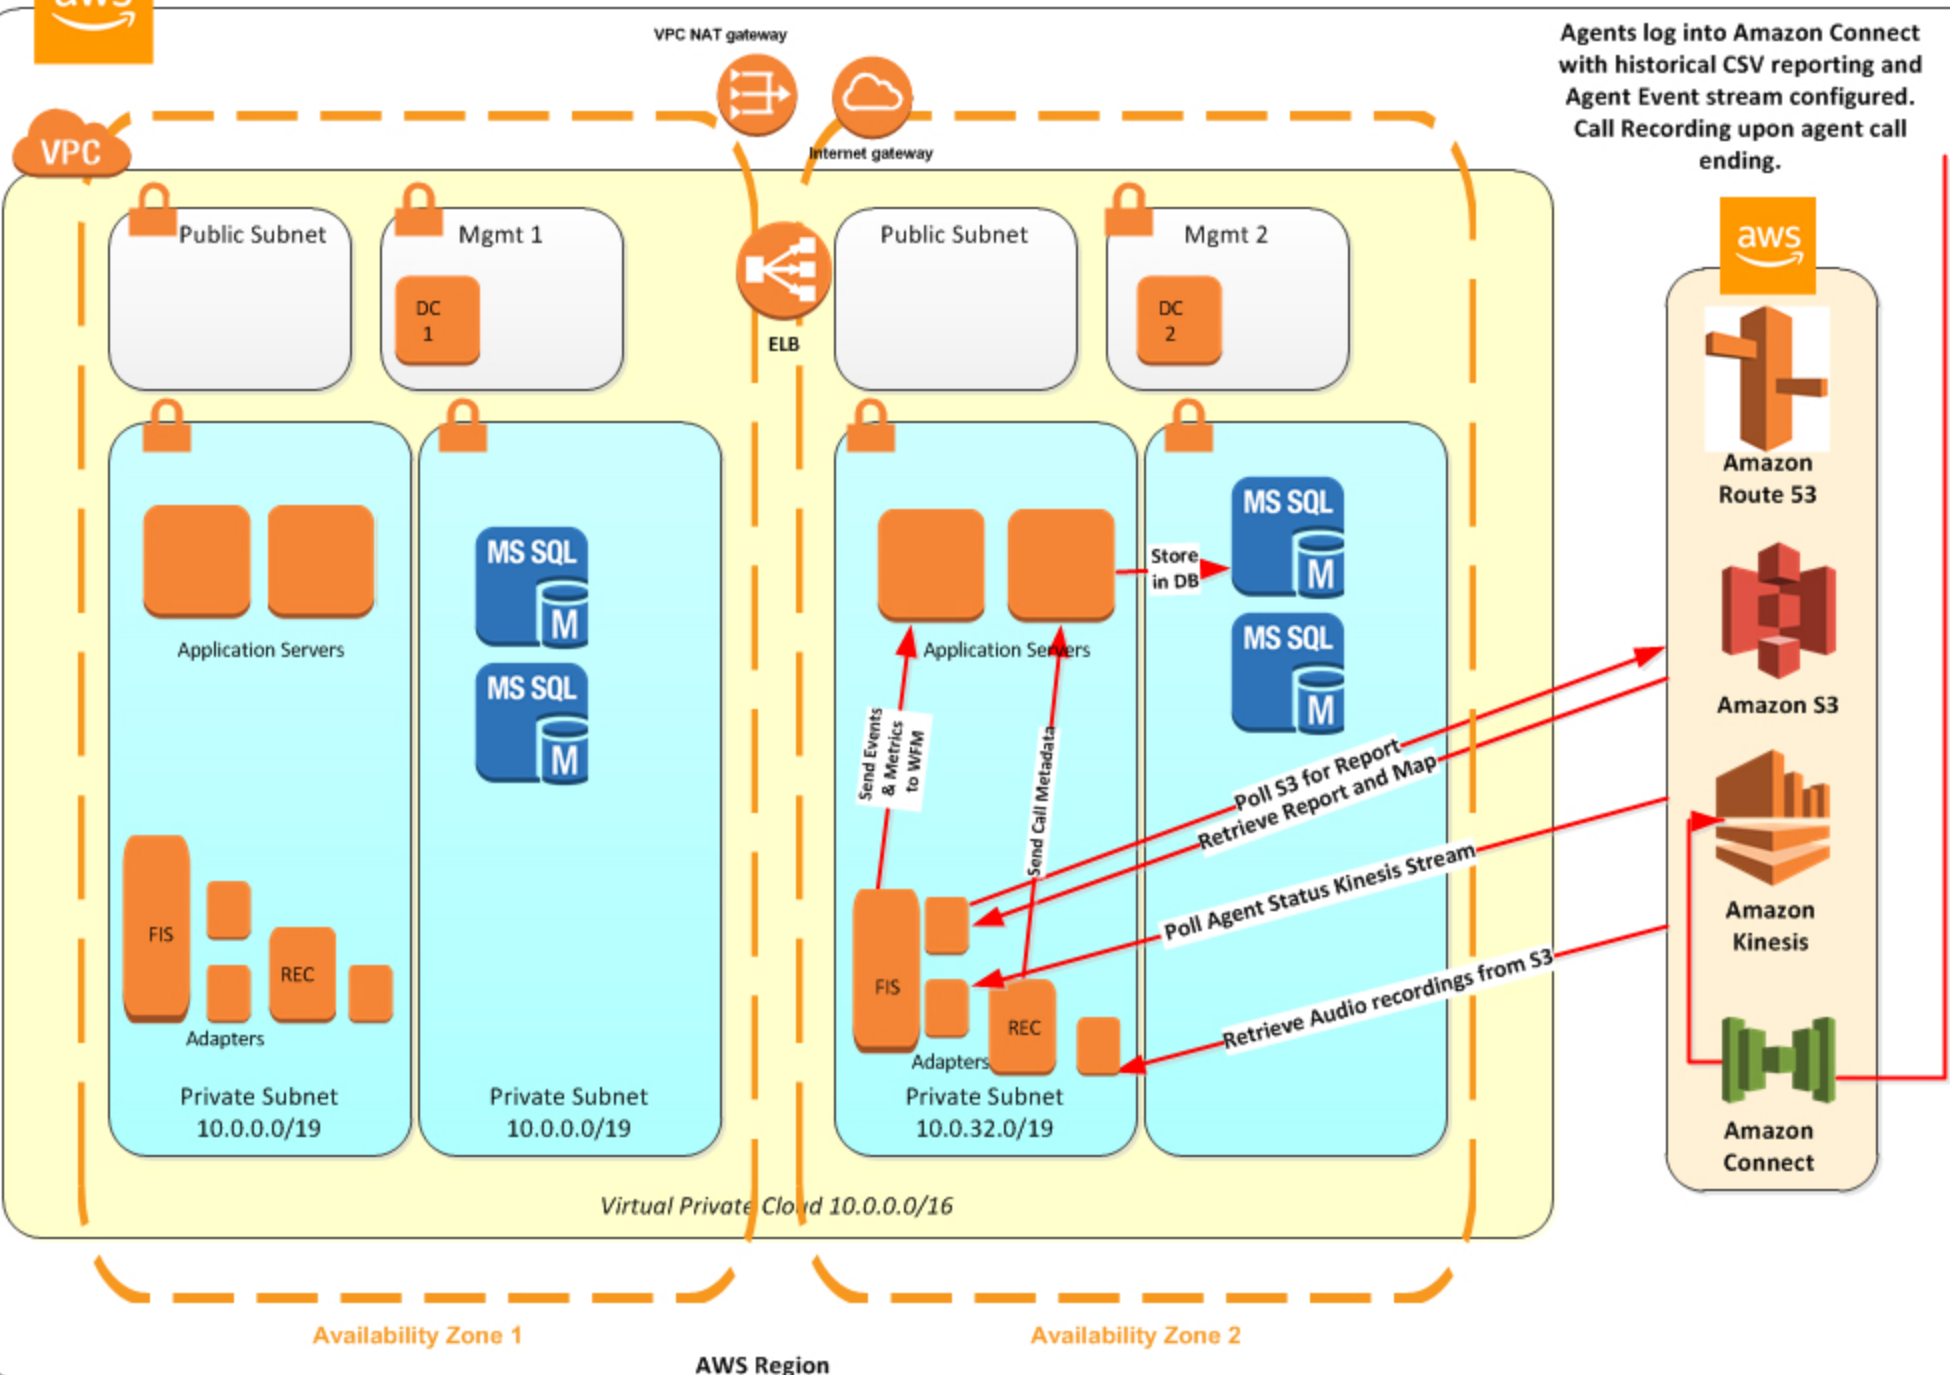 aws
VPC NAT gateway
Internet gateway
VPC
Agents log into Amazon Connect
with historical CSV reporting and
Agent Event stream configured.
Call Recording upon agent call
ending.
Public Subnet
Mgmt 1
DC
1
ELB
Public Subnet
Mgmt 2
DC
2
aws
Amazon
Route 53
Amazon S3
Amazon
Kinesis
Amazon
Connect
Application Servers
MS SQL
M
MS SQL
M
FIS
REC
Adapters
Private Subnet
10.0.0.0/19
Private Subnet
10.0.0.0/19
Application Servers
Store
in DB
MS SQL
M
MS SQL
M
Send Events
& Metrics
to WFM
Send Call Metadata
Poll S3 for Report
Retrieve Report and Map
Poll Agent Status Kinesis Stream
Retrieve Audio recordings from S3
FIS
REC
Adapters
Private Subnet
10.0.32.0/19
Virtual Private Cloud 10.0.0.0/16
Availability Zone 1
Availability Zone 2
AWS Region